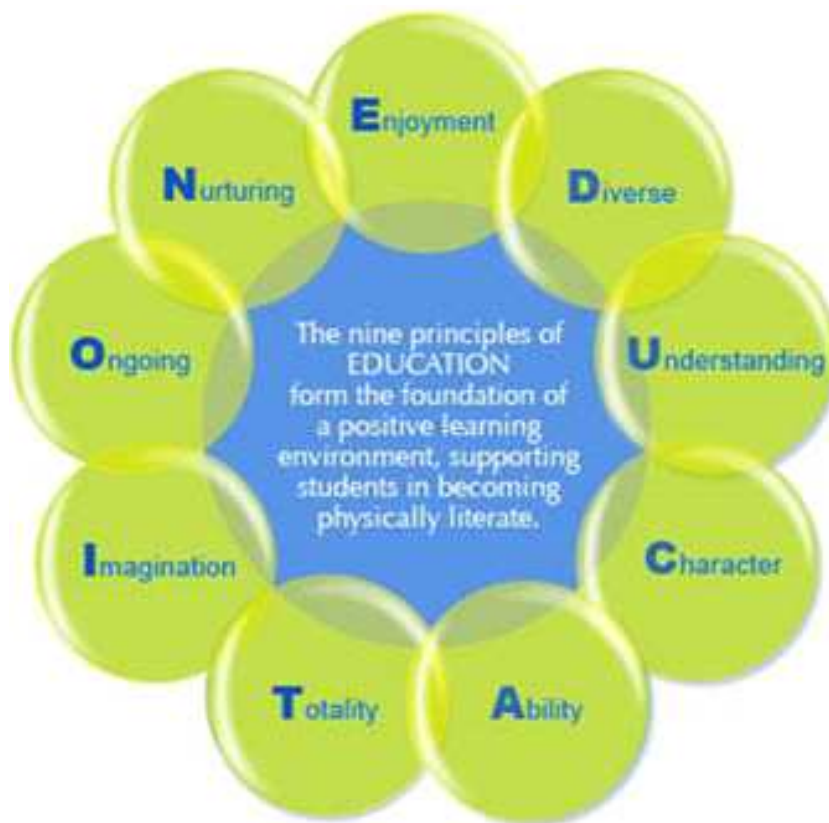 Enjoyment
Diverse
Understanding
Character
Ability
Totality
Imagination
Ongoing
Nurturing
The nine principles of
EDUCATION
form the foundation of
a positive learning
environment, supporting
students in becoming
physically literate.